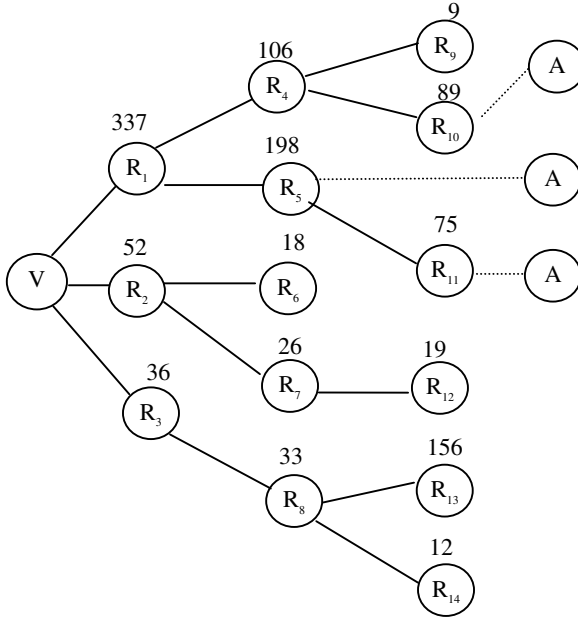 9
R₉
A
106
R₄
89
R₁₀
337
R₁
198
R₅
A
75
R₁₁
A
V
52
R₂
18
R₆
26
R₇
19
R₁₂
36
R₃
33
R₈
156
R₁₃
12
R₁₄